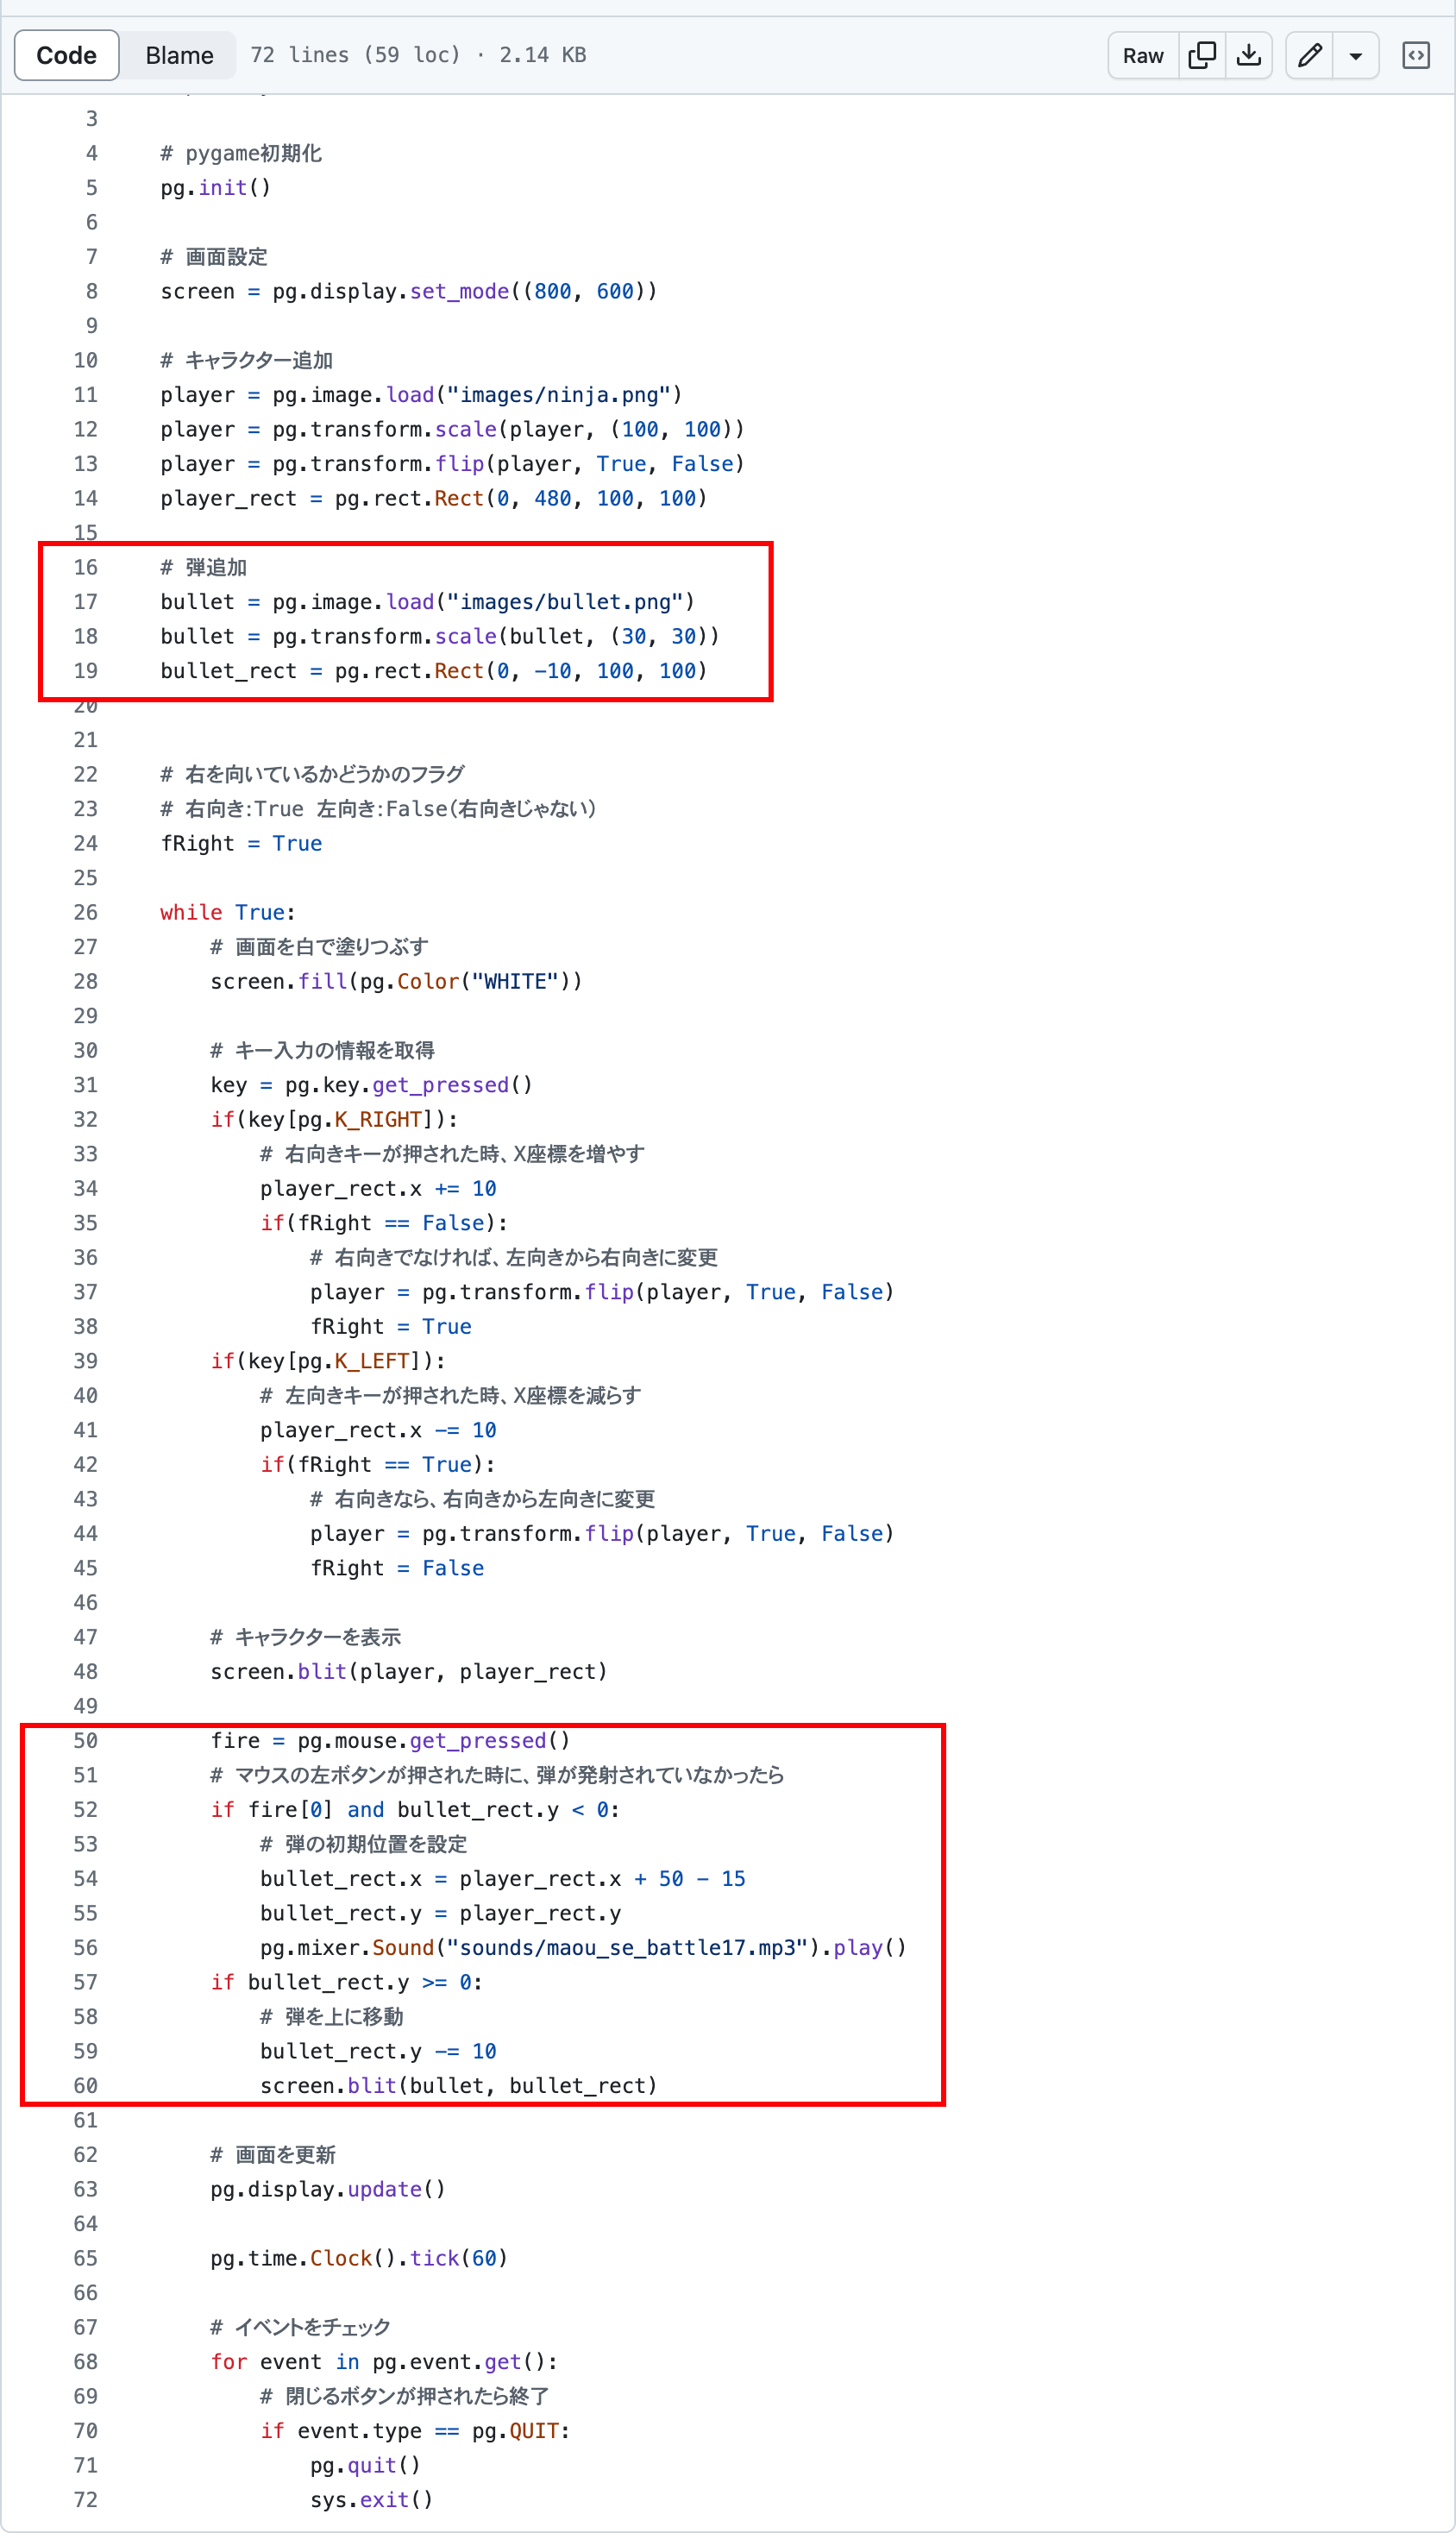 Code Blame 72 lines (59 loc) · 2.14 KB Raw
3
4 # pygame初期化
5 pg.init()
6
7 # 画面設定
8 screen = pg.display.set_mode((800, 600))
9
10 # キャラクター追加
11 player = pg.image.load("images/ninja.png")
12 player = pg.transform.scale(player, (100, 100))
13 player = pg.transform.flip(player, True, False)
14 player_rect = pg.rect.Rect(0, 480, 100, 100)
15
16 # 弾追加
17 bullet = pg.image.load("images/bullet.png")
18 bullet = pg.transform.scale(bullet, (30, 30))
19 bullet_rect = pg.rect.Rect(0, -10, 100, 100)
20
21
22 # 右を向いているかどうかのフラグ
23 # 右向き:True 左向き:False(右向きじゃない)
24 fRight = True
25
26 while True:
27     # 画面を白で塗りつぶす
28     screen.fill(pg.Color("WHITE"))
29
30     # キー入力の情報を取得
31     key = pg.key.get_pressed()
32     if(key[pg.K_RIGHT]):
33         # 右向きキーが押された時、X座標を増やす
34         player_rect.x += 10
35         if(fRight == False):
36             # 右向きでなければ、左向きから右向きに変更
37             player = pg.transform.flip(player, True, False)
38             fRight = True
39     if(key[pg.K_LEFT]):
40         # 左向きキーが押された時、X座標を減らす
41         player_rect.x -= 10
42         if(fRight == True):
43             # 右向きなら、右向きから左向きに変更
44             player = pg.transform.flip(player, True, False)
45             fRight = False
46
47     # キャラクターを表示
48     screen.blit(player, player_rect)
49
50     fire = pg.mouse.get_pressed()
51     # マウスの左ボタンが押された時に、弾が発射されていなかったら
52     if fire[0] and bullet_rect.y < 0:
53         # 弾の初期位置を設定
54         bullet_rect.x = player_rect.x + 50 - 15
55         bullet_rect.y = player_rect.y
56         pg.mixer.Sound("sounds/maou_se_battle17.mp3").play()
57     if bullet_rect.y >= 0:
58         # 弾を上に移動
59         bullet_rect.y -= 10
60         screen.blit(bullet, bullet_rect)
61
62     # 画面を更新
63     pg.display.update()
64
65     pg.time.Clock().tick(60)
66
67     # イベントをチェック
68     for event in pg.event.get():
69         # 閉じるボタンが押されたら終了
70         if event.type == pg.QUIT:
71             pg.quit()
72             sys.exit()